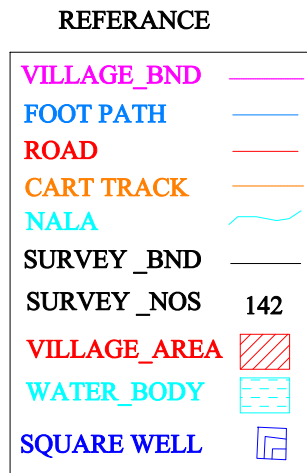 REFERANCE
VILLAGE_BND
FOOT PATH
ROAD
CART TRACK
NALA
SURVEY _BND
SURVEY _NOS 142
VILLAGE_AREA
WATER_BODY
SQUARE WELL